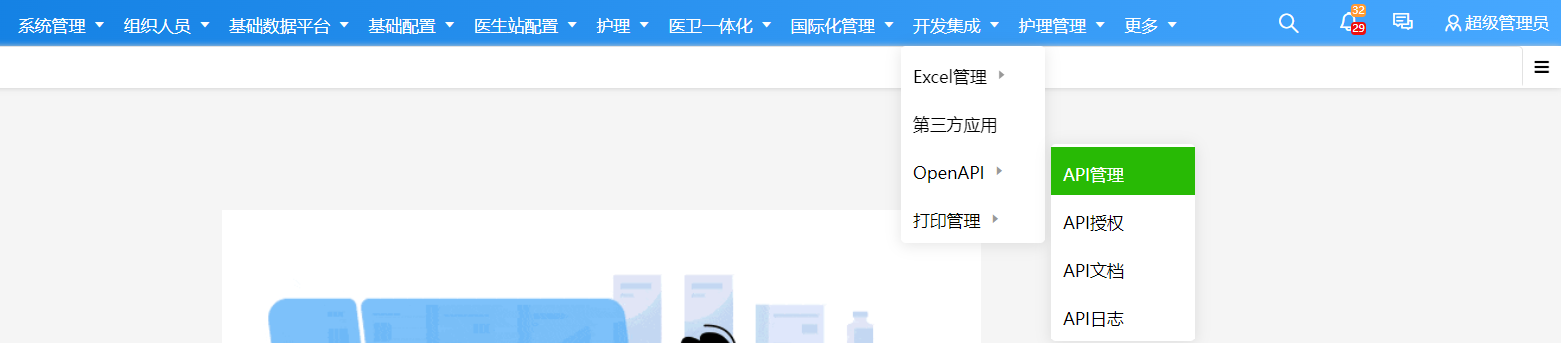 系统管理 组织人员 基础数据平台 基础配置 医生站配置 护理 医卫一体化 国际化管理 开发集成 护理管理 更多 32 29 超级管理员
Excel管理
第三方应用
OpenAPI
打印管理
API管理
API授权
API文档
API日志